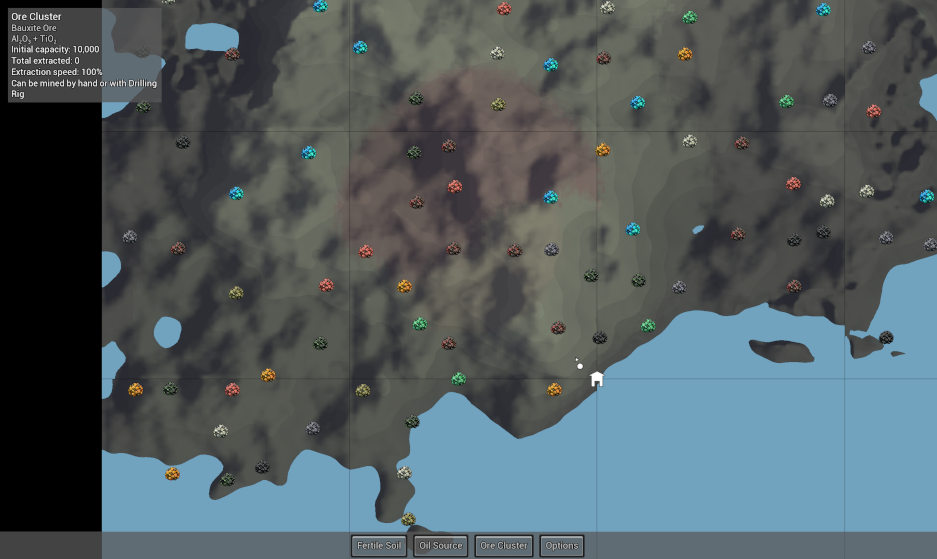 Ore Cluster
Bauxite Ore
Al₂O₃ + TiO₂
Initial capacity: 10,000
Total extracted: 0
Extraction speed: 100%
Can be mined by hand or with Drilling
Rig
Fertile Soil
Oil Source
Ore Cluster
Options